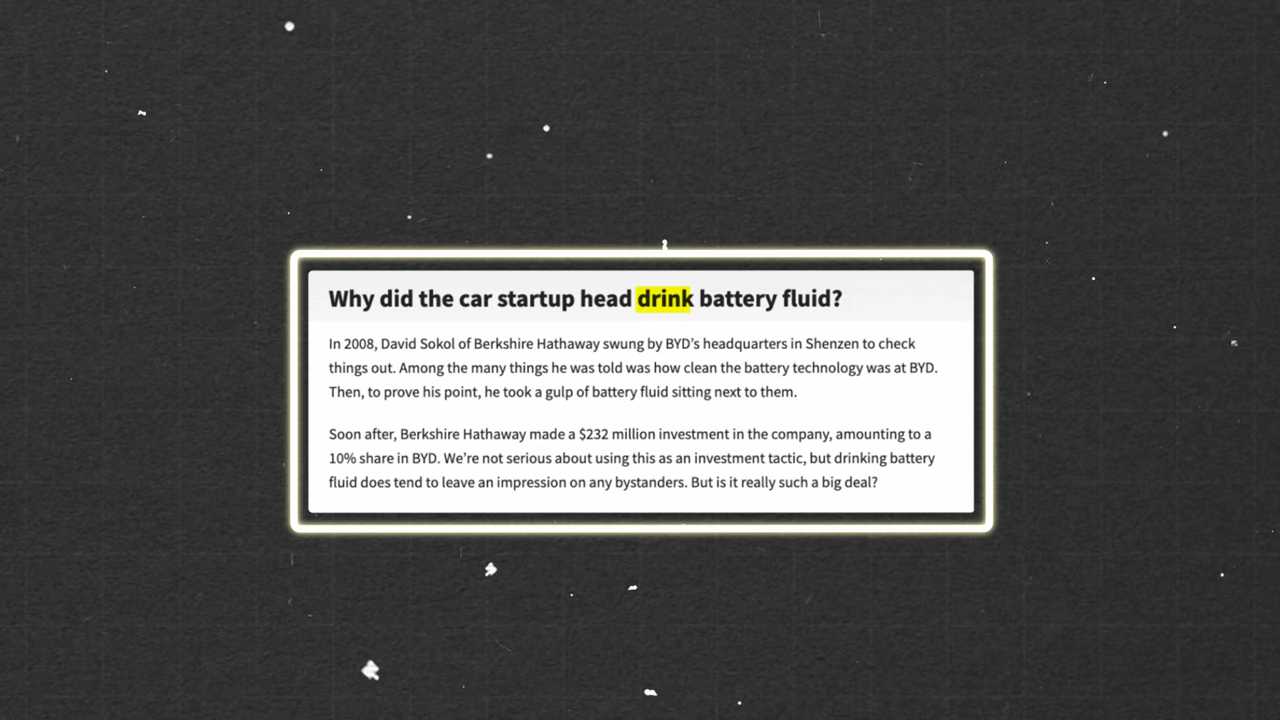 Why did the car startup head drink battery fluid?
In 2008, David Sokol of Berkshire Hathaway swung by BYD’s headquarters in Shenzen to check
things out. Among the many things he was told was how clean the battery technology was at BYD.
Then, to prove his point, he took a gulp of battery fluid sitting next to them.
Soon after, Berkshire Hathaway made a $232 million investment in the company, amounting to a
10% share in BYD. We’re not serious about using this as an investment tactic, but drinking battery
fluid does tend to leave an impression on any bystanders. But is it really such a big deal?